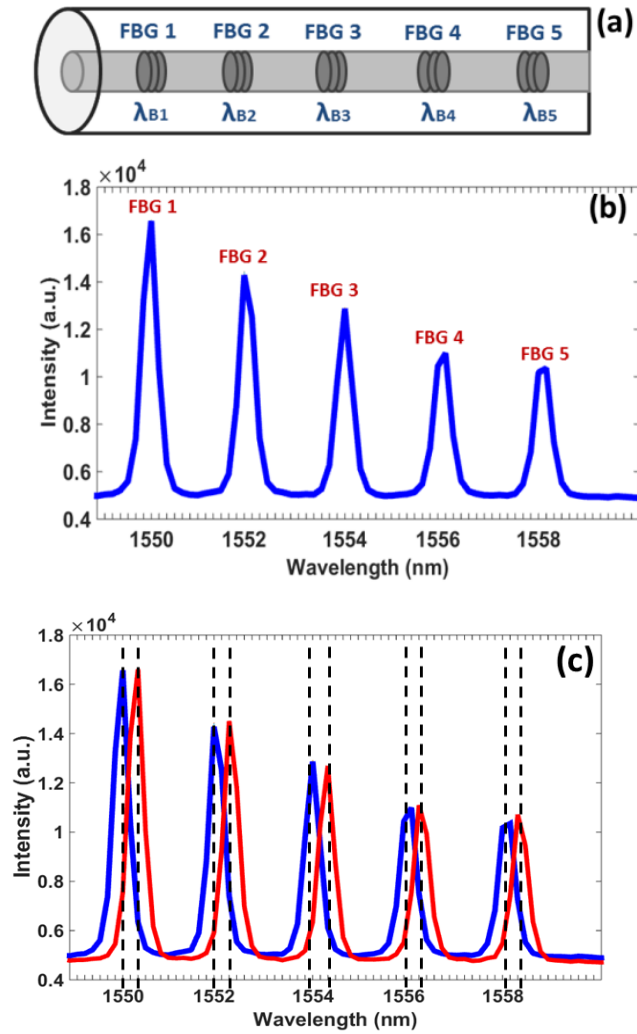 (a)
FBG 1 FBG 2 FBG 3 FBG 4 FBG 5
λB1 λB2 λB3 λB4 λB5
×10⁴
(b)
1.8
1.6
1.4
1.2
1
0.8
0.6
0.4
Intensity (a.u.)
FBG 1
FBG 2
FBG 3
FBG 4
FBG 5
1550 1552 1554 1556 1558
Wavelength (nm)
×10⁴
(c)
1.8
1.6
1.4
1.2
1
0.8
0.6
0.4
Intensity (a.u.)
1550 1552 1554 1556 1558
Wavelength (nm)